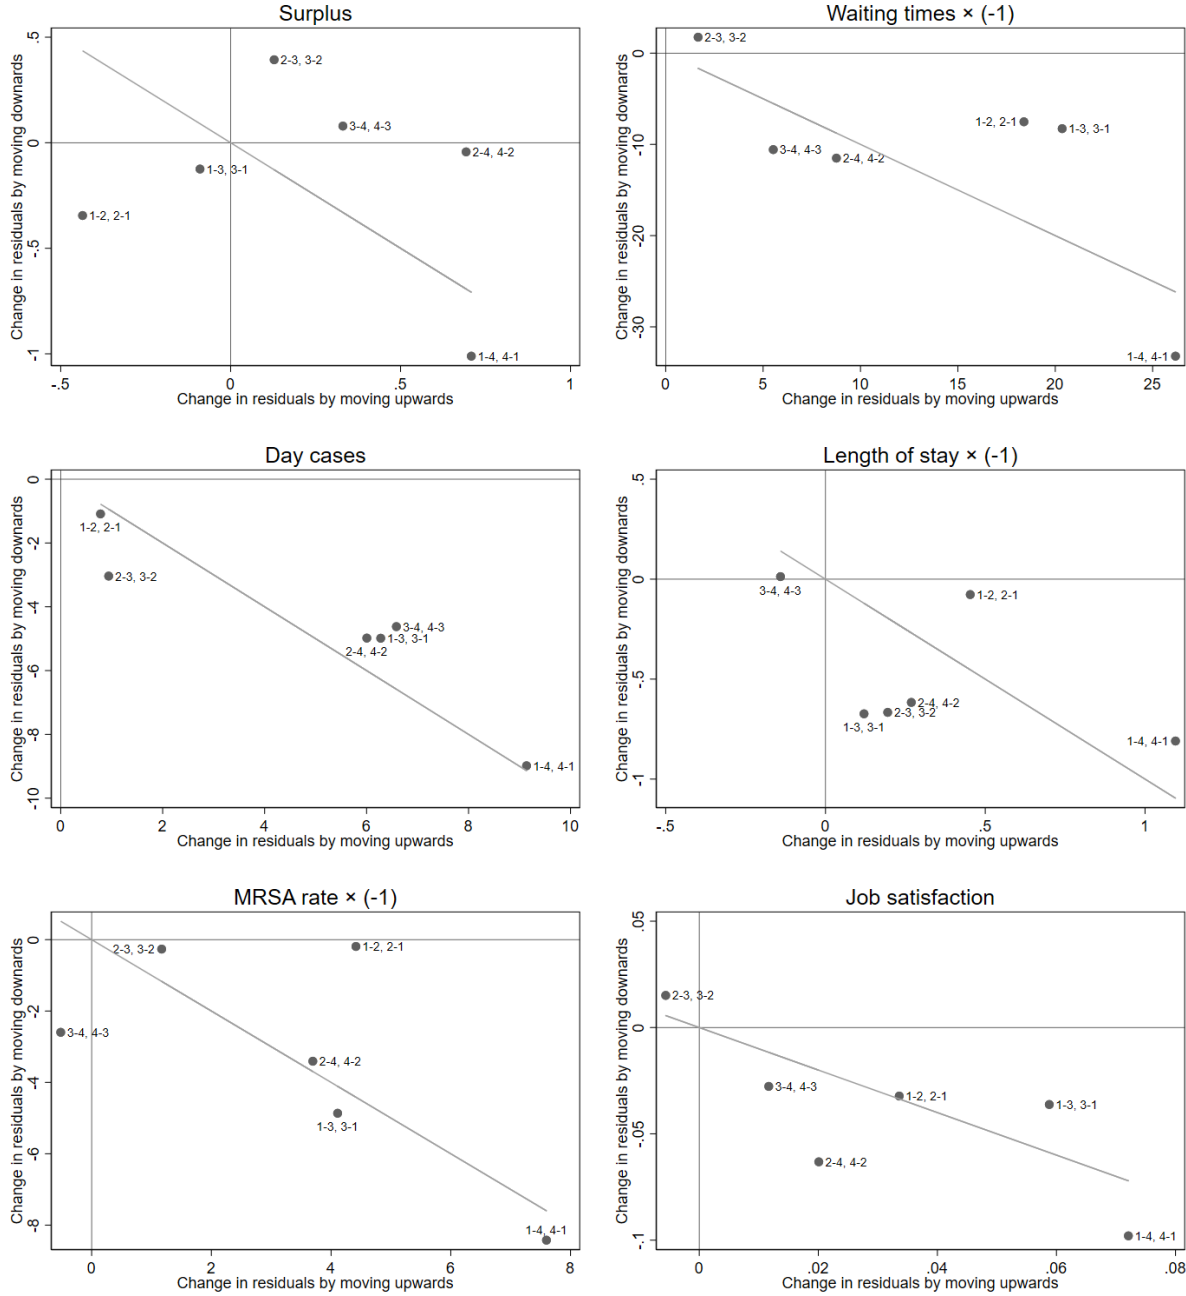 Surplus
Change in residuals by moving downards
.5
0
-.5
-1
2-3, 3-2
3-4, 4-3
2-4, 4-2
1-3, 3-1
1-2, 2-1
1-4, 4-1
-.5 0 .5 1
Change in residuals by moving upwards
Waiting times × (-1)
Change in residuals by moving downards
0
-10
-20
-30
2-3, 3-2
1-2, 2-1
1-3, 3-1
3-4, 4-3
2-4, 4-2
1-4, 4-1
0 5 10 15 20 25
Change in residuals by moving upwards
Day cases
Change in residuals by moving downards
0
-2
-4
-6
-8
-10
1-2, 2-1
2-3, 3-2
3-4, 4-3
1-3, 3-1
2-4, 4-2
1-4, 4-1
0 2 4 6 8 10
Change in residuals by moving upwards
Length of stay × (-1)
Change in residuals by moving downards
.5
0
-.5
-1
3-4, 4-3
1-2, 2-1
2-4, 4-2
2-3, 3-2
1-3, 3-1
1-4, 4-1
-.5 0 .5 1
Change in residuals by moving upwards
MRSA rate × (-1)
Change in residuals by moving downards
0
-2
-4
-6
-8
2-3, 3-2
1-2, 2-1
3-4, 4-3
2-4, 4-2
1-3, 3-1
1-4, 4-1
0 2 4 6 8
Change in residuals by moving upwards
Job satisfaction
Change in residuals by moving downards
.05
0
-.05
-.1
2-3, 3-2
3-4, 4-3
1-2, 2-1
1-3, 3-1
2-4, 4-2
1-4, 4-1
0 .02 .04 .06 .08
Change in residuals by moving upwards